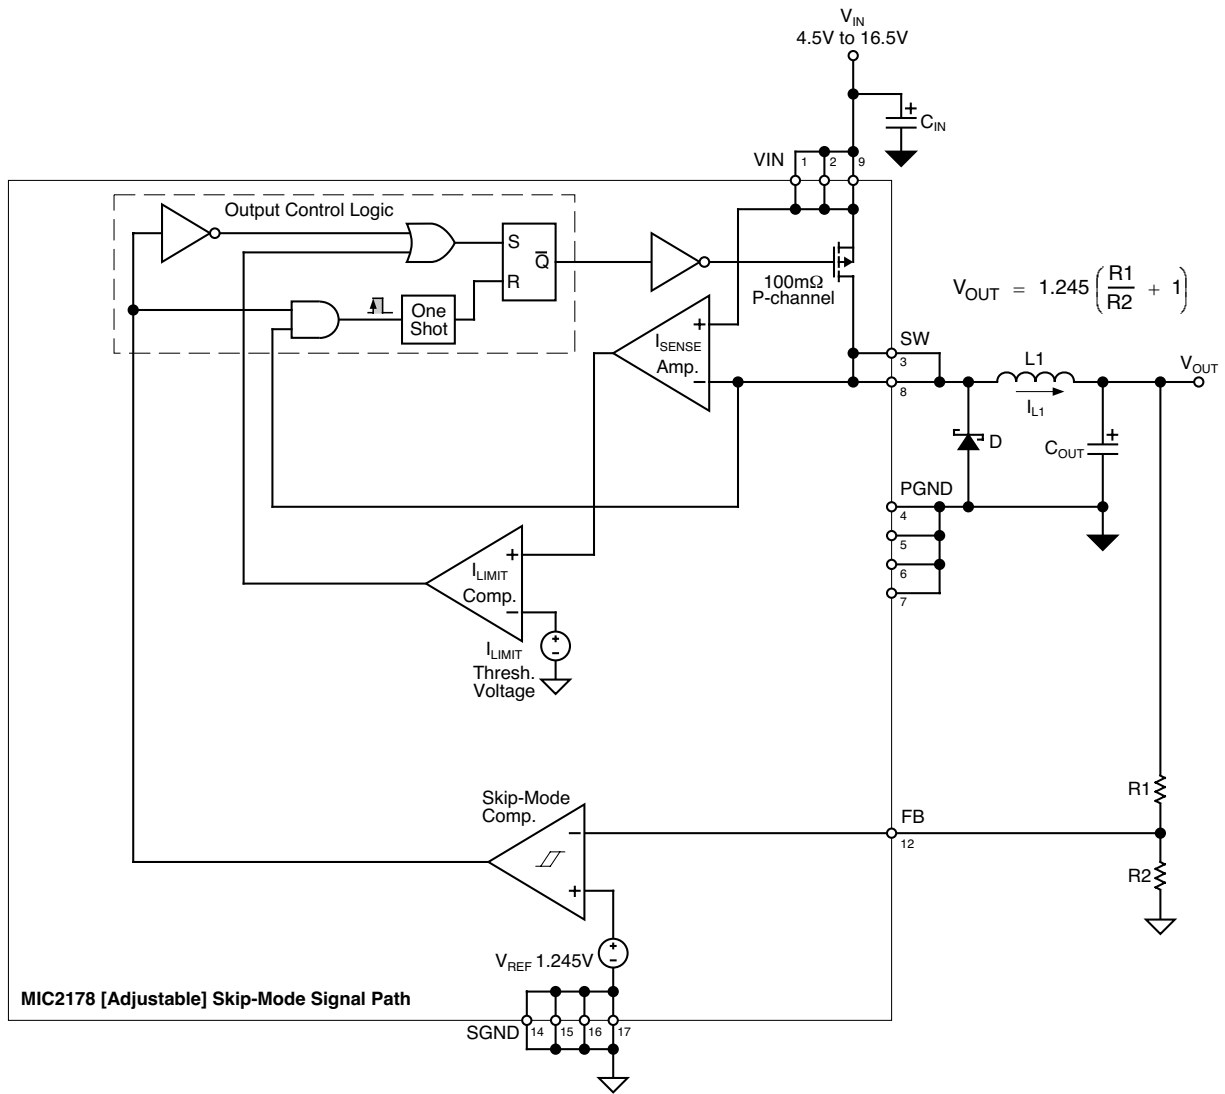 V_IN
4.5V to 16.5V
+
C_IN
VIN
1
2
9
Output Control Logic
S
R
Q̅
One
Shot
100mΩ
P-channel
V_OUT = 1.245 (R1/R2 + 1)
+
I_SENSE
Amp.
−
SW
3
8
L1
I_L1
V_OUT
D
C_OUT
+
PGND
4
5
6
7
+
I_LIMIT
Comp.
−
I_LIMIT
Thresh.
Voltage
+
−
Skip-Mode
Comp.
−
+
FB
12
R1
R2
V_REF 1.245V
+
−
MIC2178 [Adjustable] Skip-Mode Signal Path
SGND
14
15
16
17